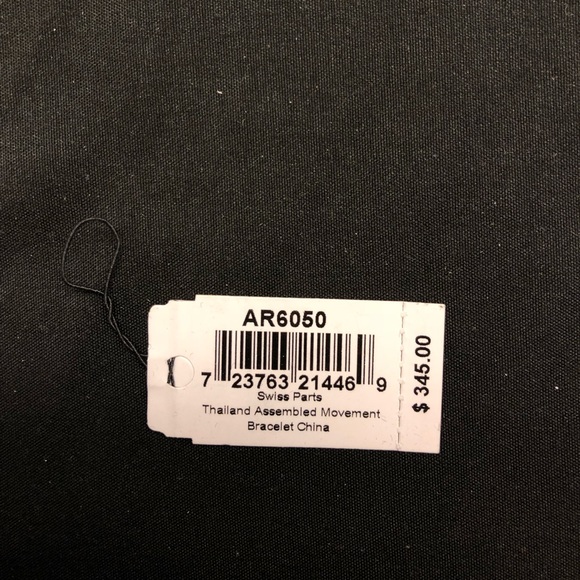 AR6050
7 23763 21446 9
Swiss Parts
Thailand Assembled Movement
Bracelet China
$ 345.00